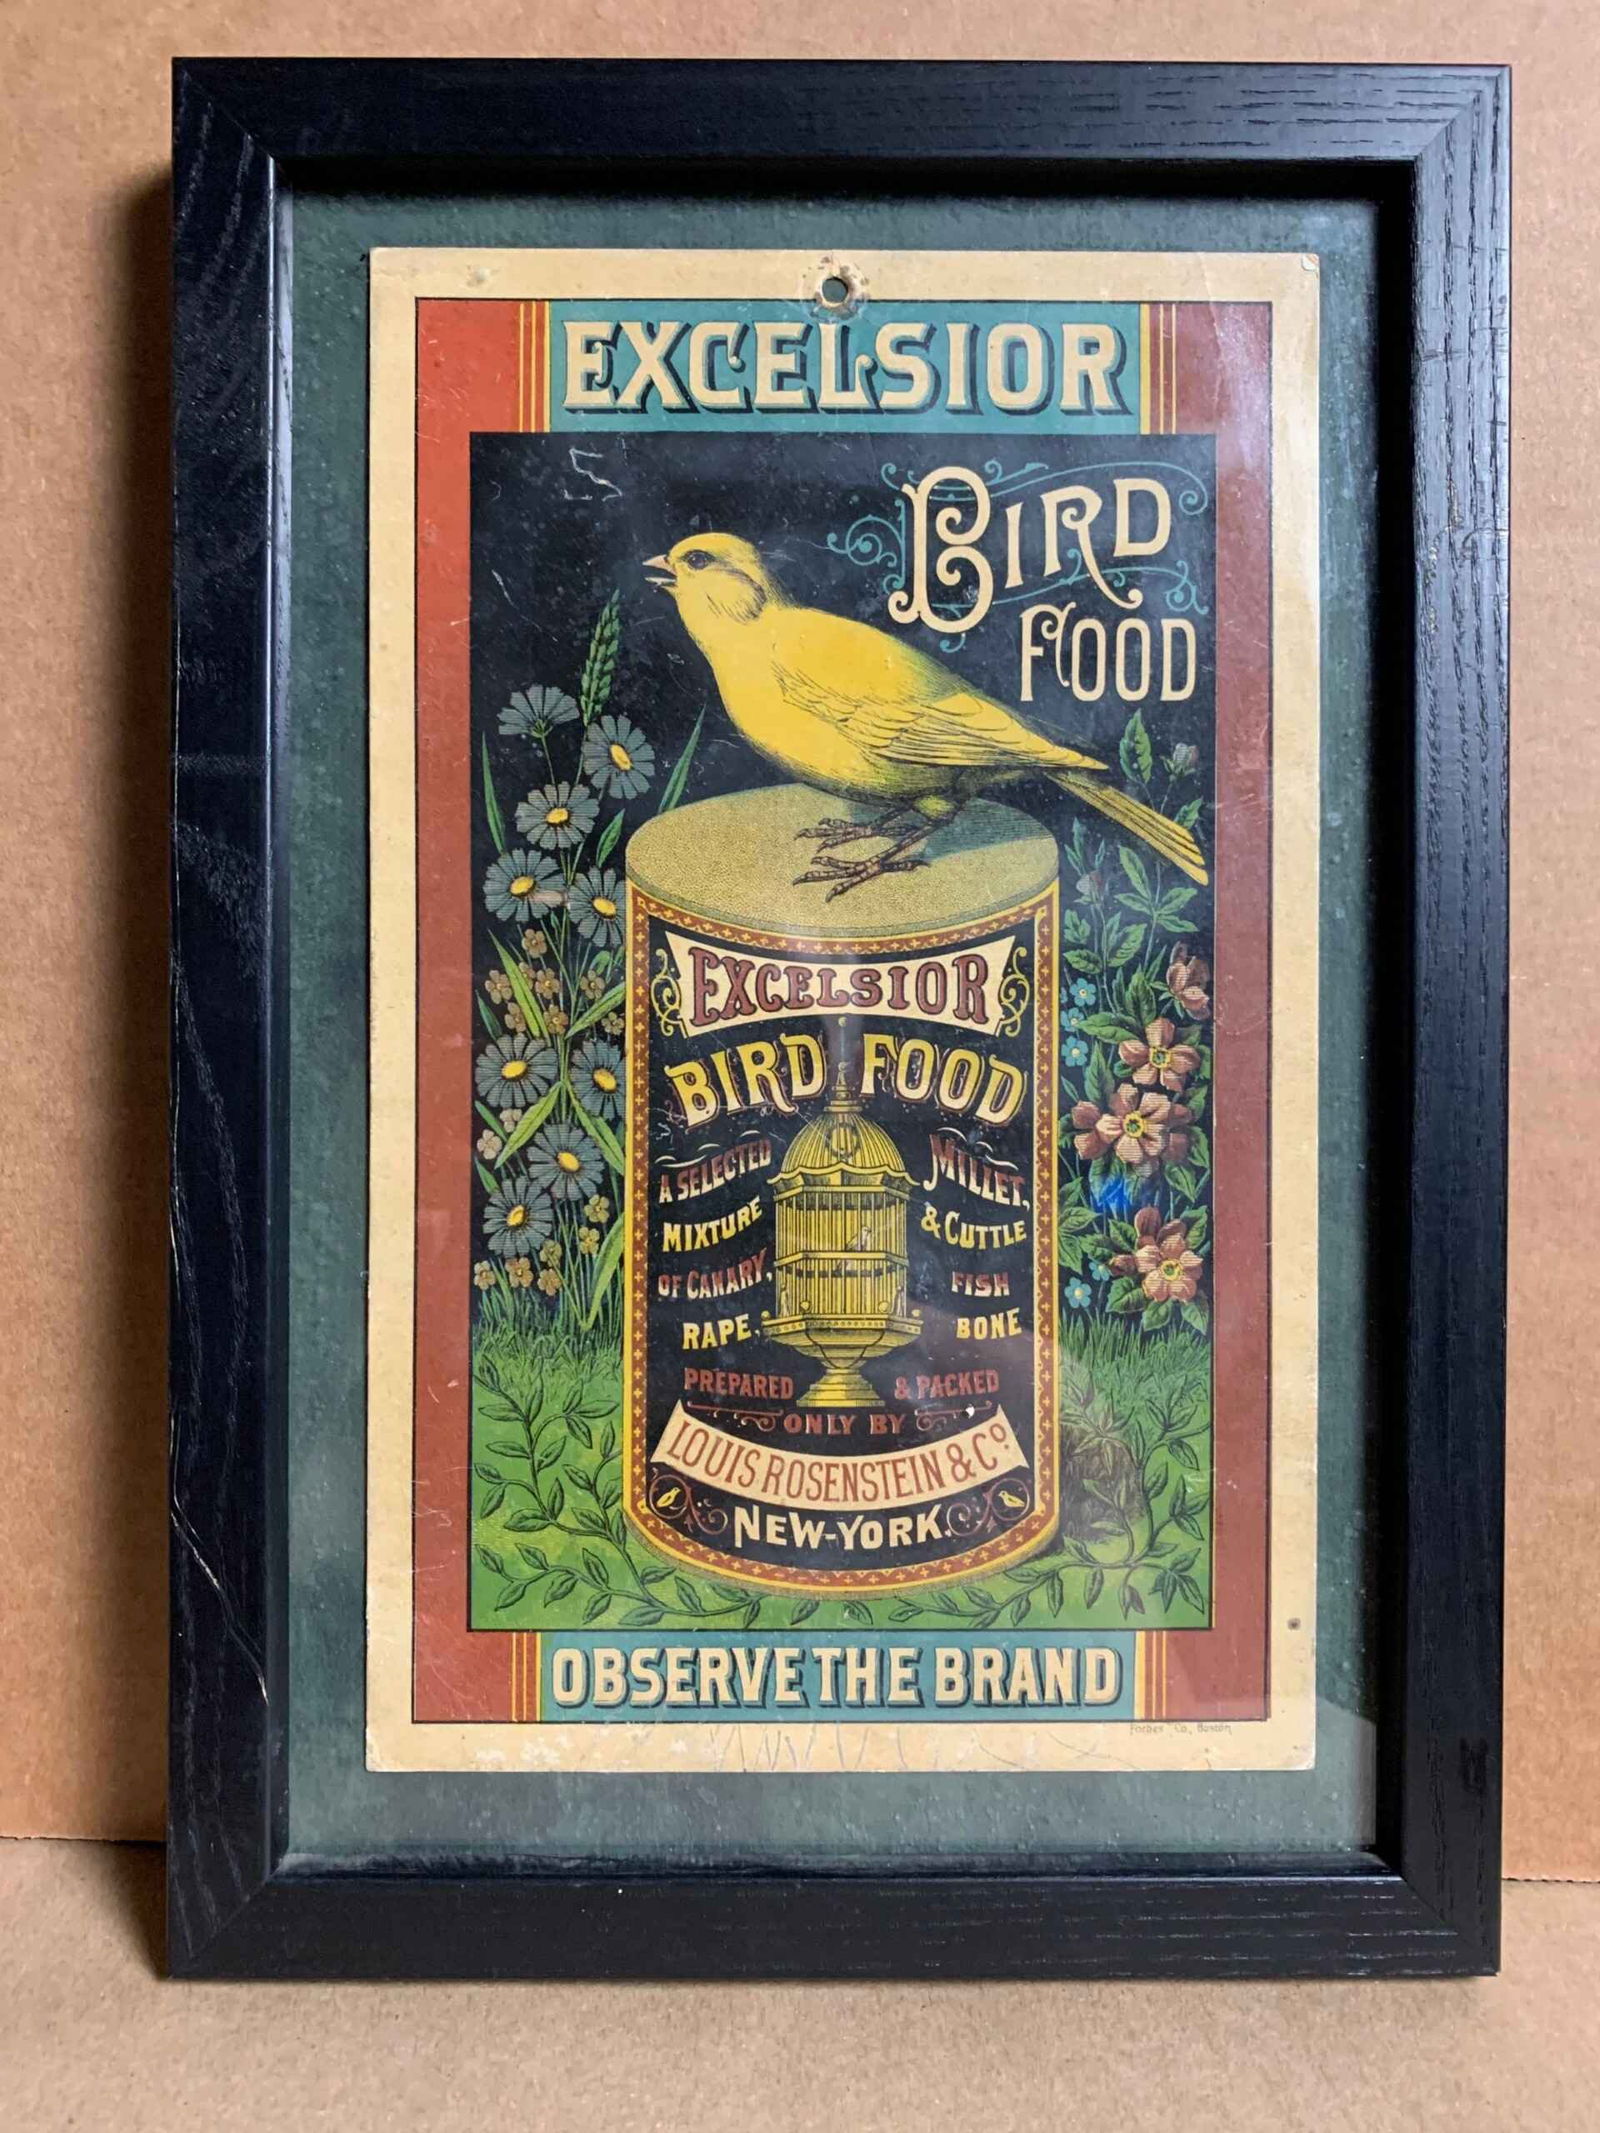 EXCELSIOR
BIRD
FOOD
EXCELSIOR
BIRD FOOD
A SELECTED
MIXTURE
OF CANARY,
RAPE,
MILLET,
& CUTTLE
FISH
BONE
PREPARED & PACKED
ONLY BY
LOUIS ROSENSTEIN & Co
NEW-YORK.
OBSERVE THE BRAND
Forbes Co., Boston